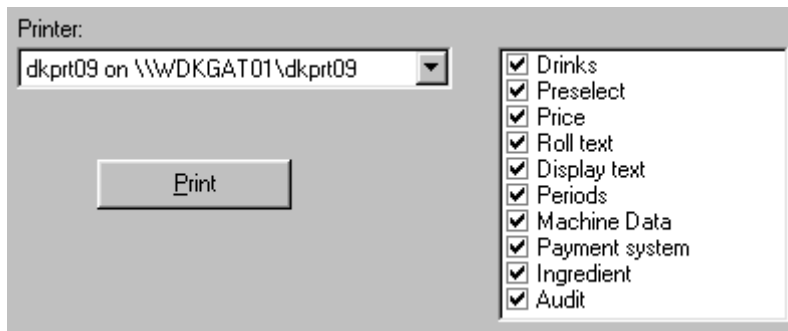 Printer:
dkprt09 on \\WDKGAT01\dkprt09
Print
Drinks
Preselect
Price
Roll text
Display text
Periods
Machine Data
Payment system
Ingredient
Audit